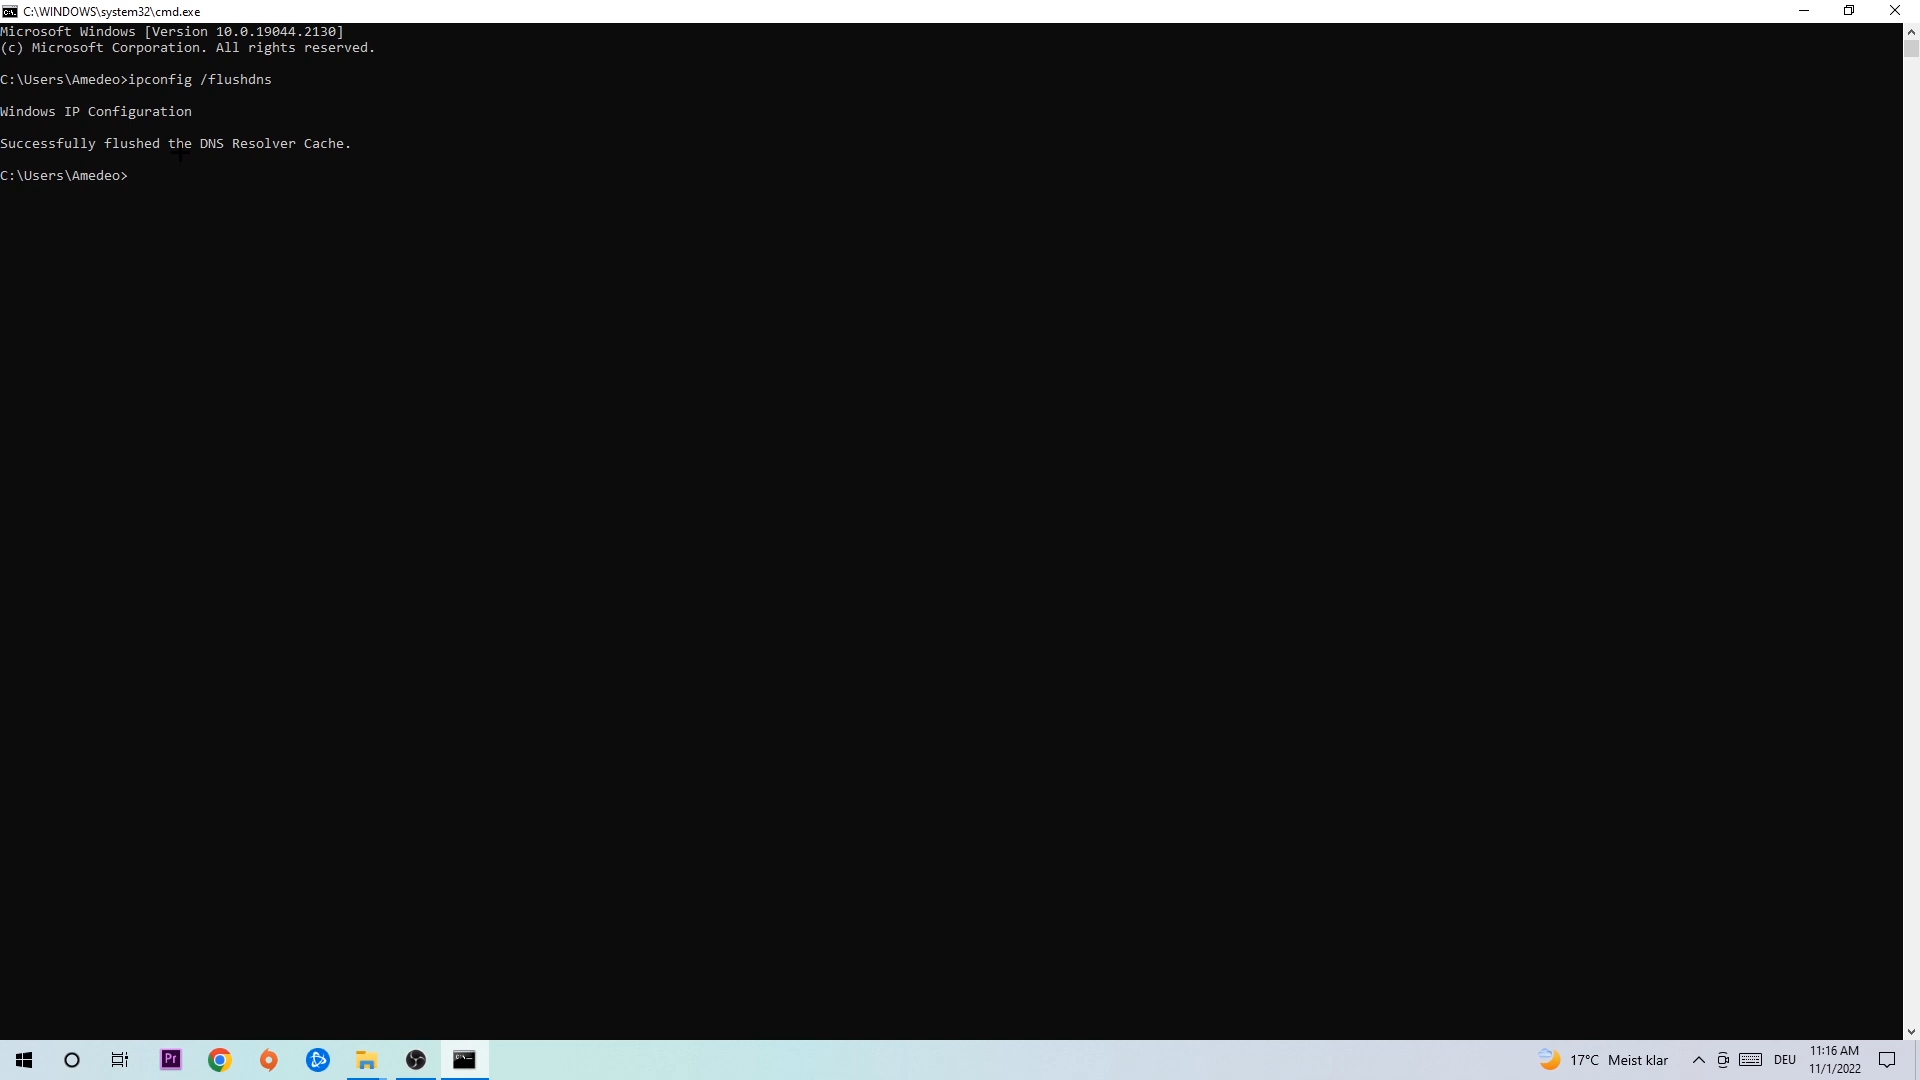 C:\WINDOWS\system32\cmd.exe
Microsoft Windows [Version 10.0.19044.2130]
(c) Microsoft Corporation. All rights reserved.
C:\Users\Amedeo>ipconfig /flushdns
Windows IP Configuration
Successfully flushed the DNS Resolver Cache.
C:\Users\Amedeo>
Pr
17°C Meist klar
DEU
11:16 AM
11/1/2022